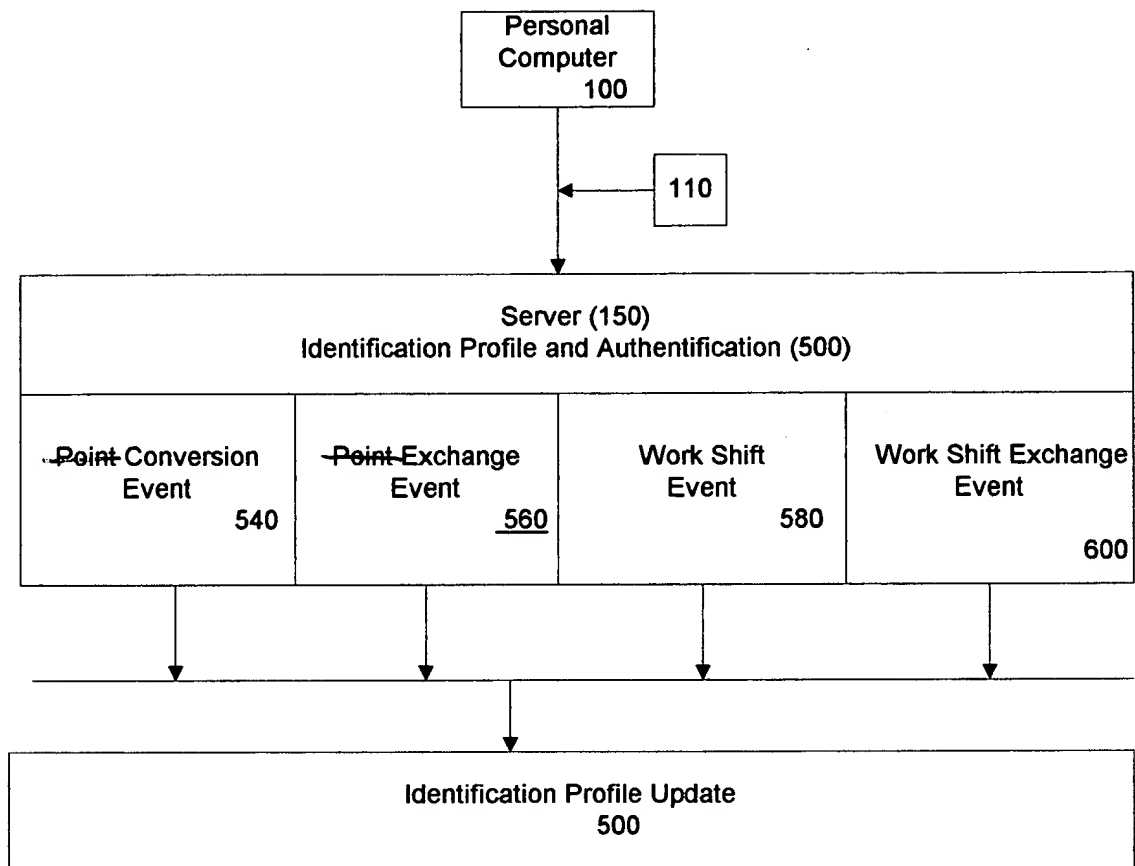 Personal
Computer
100
110
Server (150)
Identification Profile and Authentification (500)
Point Conversion
Event
540
Point Exchange
Event
560
Work Shift
Event
580
Work Shift Exchange
Event
600
Identification Profile Update
500